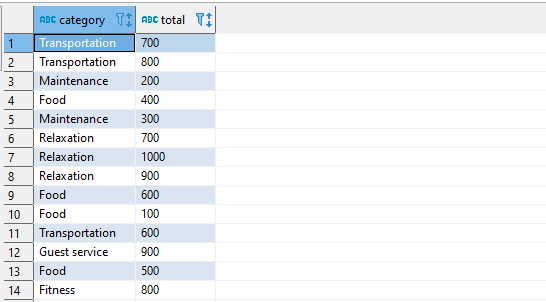 ABC category ABC total
1 Transportation 700
2 Transportation 800
3 Maintenance 200
4 Food 400
5 Maintenance 300
6 Relaxation 700
7 Relaxation 1000
8 Relaxation 900
9 Food 600
10 Food 100
11 Transportation 600
12 Guest service 900
13 Food 500
14 Fitness 800